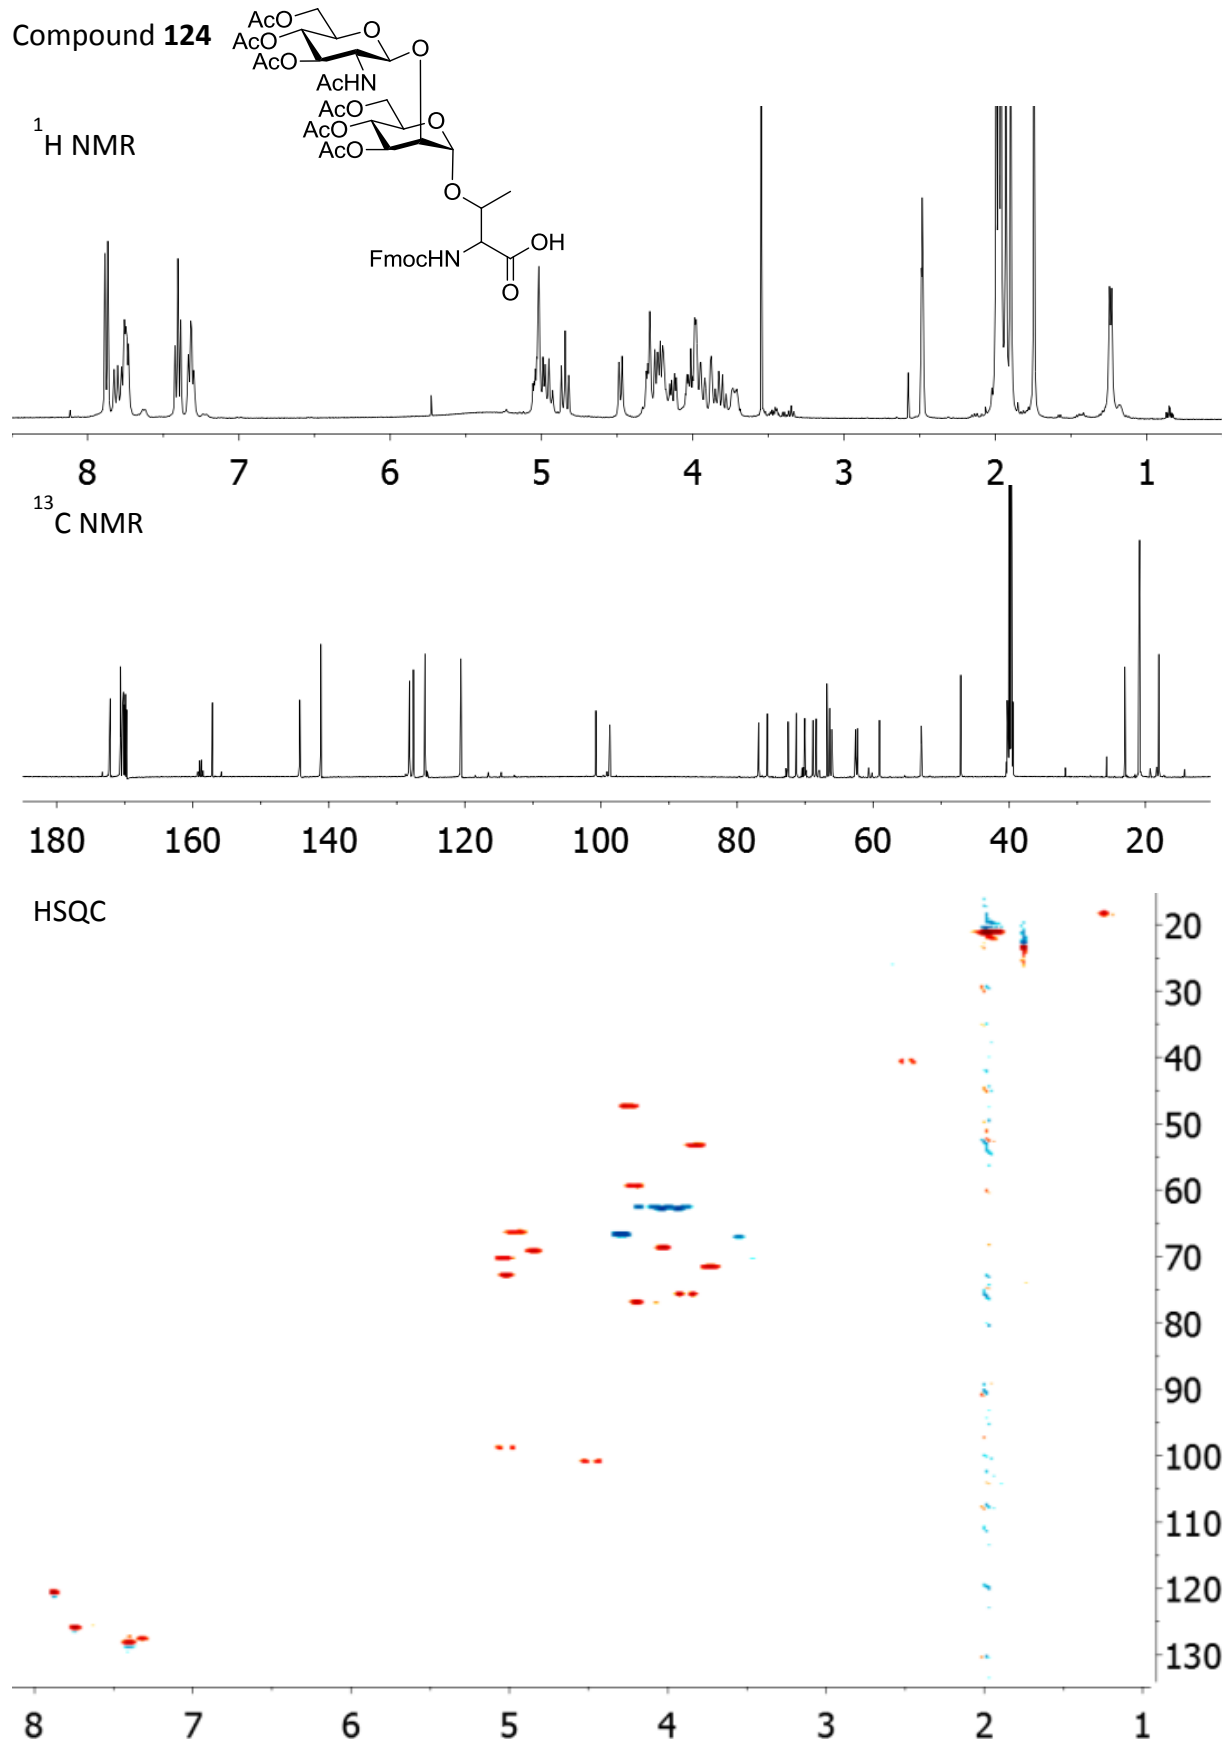 Compound 124
AcO
O
AcO
O
AcO
AcHN
AcO
O
AcO
AcO
O
FmocHN
OH
O
1H NMR
8 7 6 5 4 3 2 1
13C NMR
180 160 140 120 100 80 60 40 20
HSQC
20
30
40
50
60
70
80
90
100
110
120
130
8 7 6 5 4 3 2 1